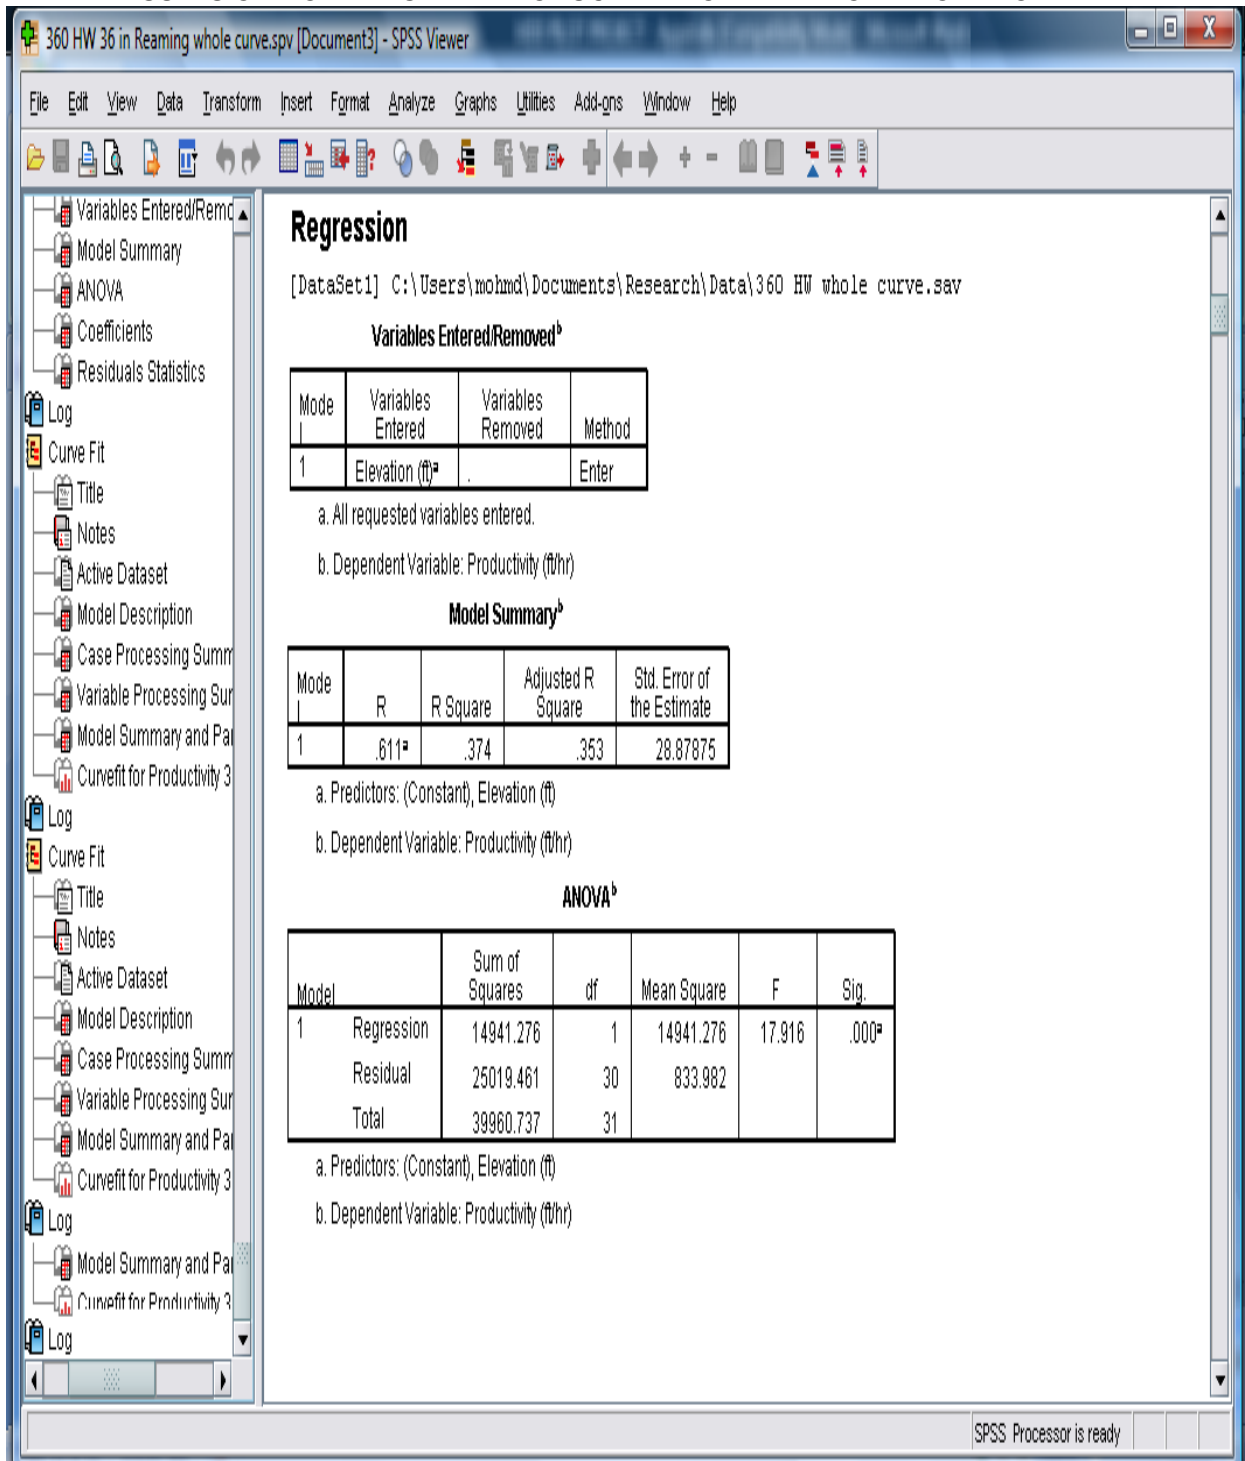 360 HW 36 in Reaming whole curve.spv [Document3] - SPSS Viewer
File Edit View Data Transform Insert Format Analyze Graphs Utilities Add-ons Window Help
Variables Entered/Remo
Model Summary
ANOVA
Coefficients
Residuals Statistics
Log
Curve Fit
Title
Notes
Active Dataset
Model Description
Case Processing Summ
Variable Processing Sur
Model Summary and Par
Curvefit for Productivity 3
Log
Curve Fit
Title
Notes
Active Dataset
Model Description
Case Processing Summ
Variable Processing Sur
Model Summary and Par
Curvefit for Productivity 3
Log
Model Summary and Par
Curvefit for Productivity 3
Log
Regression
[DataSet1] C:\Users\mohmd\Documents\Research\Data\360 HW whole curve.sav
Variables Entered/Removed b
Mode l Variables Entered Variables Removed Method
1 Elevation (ft) a . Enter
a. All requested variables entered.
b. Dependent Variable: Productivity (ft/hr)
Model Summary b
Mode l R R Square Adjusted R Square Std. Error of the Estimate
1 .611 a .374 .353 28.87875
a. Predictors: (Constant), Elevation (ft)
b. Dependent Variable: Productivity (ft/hr)
ANOVA b
Model Sum of Squares df Mean Square F Sig.
1 Regression 14941.276 1 14941.276 17.916 .000 a
Residual 25019.461 30 833.982
Total 39960.737 31
a. Predictors: (Constant), Elevation (ft)
b. Dependent Variable: Productivity (ft/hr)
SPSS Processor is ready